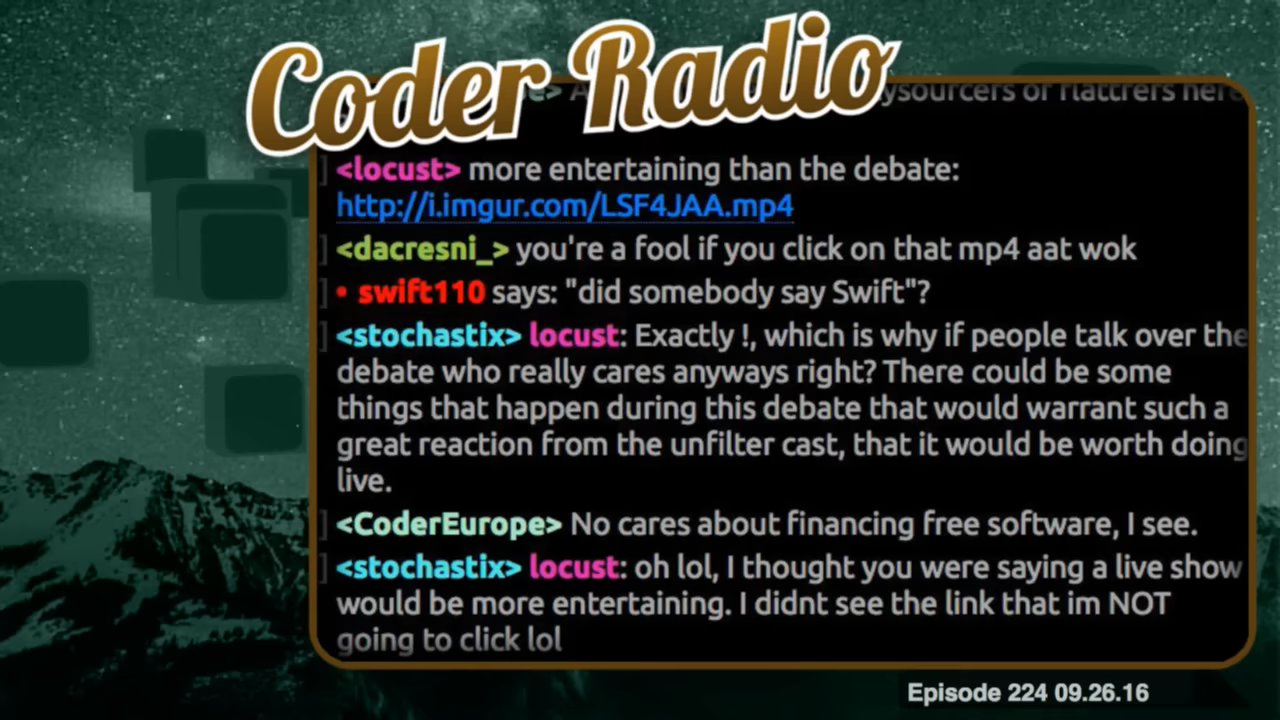 Coder Radio
<locust> more entertaining than the debate:
http://i.imgur.com/LSF4JAA.mp4
<dacresni_> you're a fool if you click on that mp4 aat wok
• swift110 says: "did somebody say Swift"?
<stochastix> locust: Exactly !, which is why if people talk over the
debate who really cares anyways right? There could be some
things that happen during this debate that would warrant such a
great reaction from the unfilter cast, that it would be worth doing
live.
<CoderEurope> No cares about financing free software, I see.
<stochastix> locust: oh lol, I thought you were saying a live show
would be more entertaining. I didnt see the link that im NOT
going to click lol
Episode 224 09.26.16